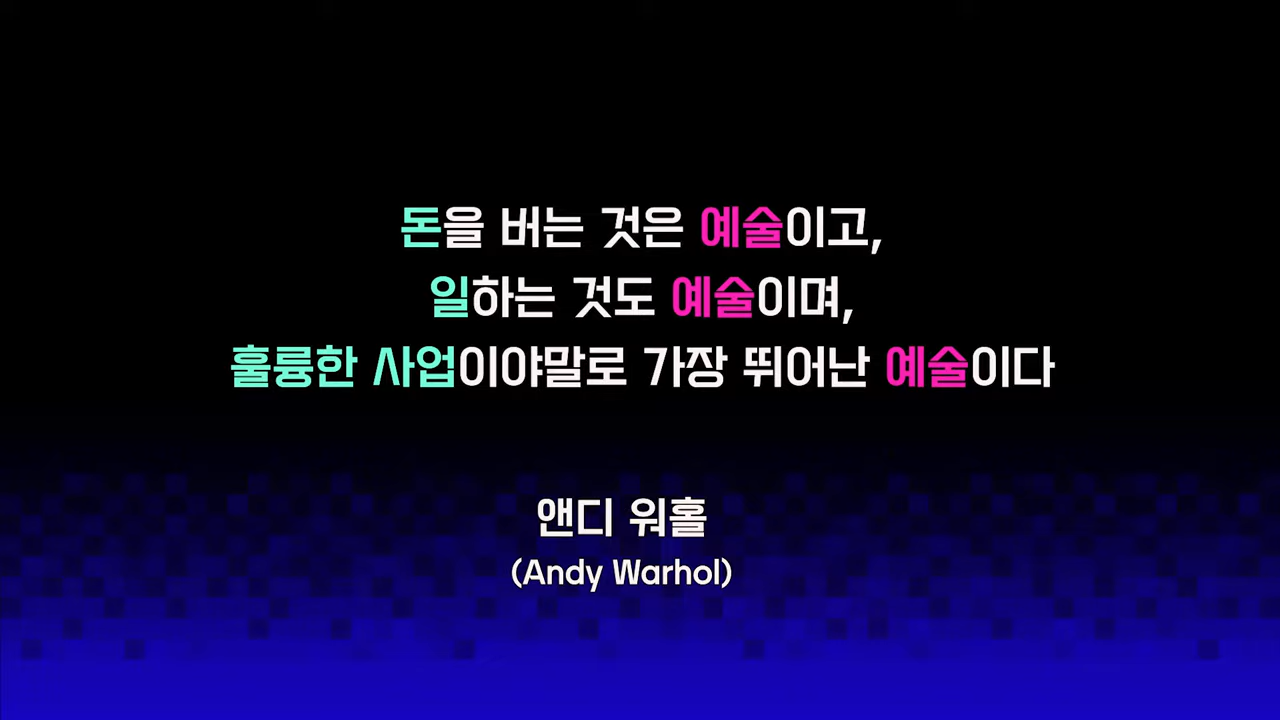 돈을 버는 것은 예술이고,
일하는 것도 예술이며,
훌륭한 사업이야말로 가장 뛰어난 예술이다
앤디 워홀
(Andy Warhol)